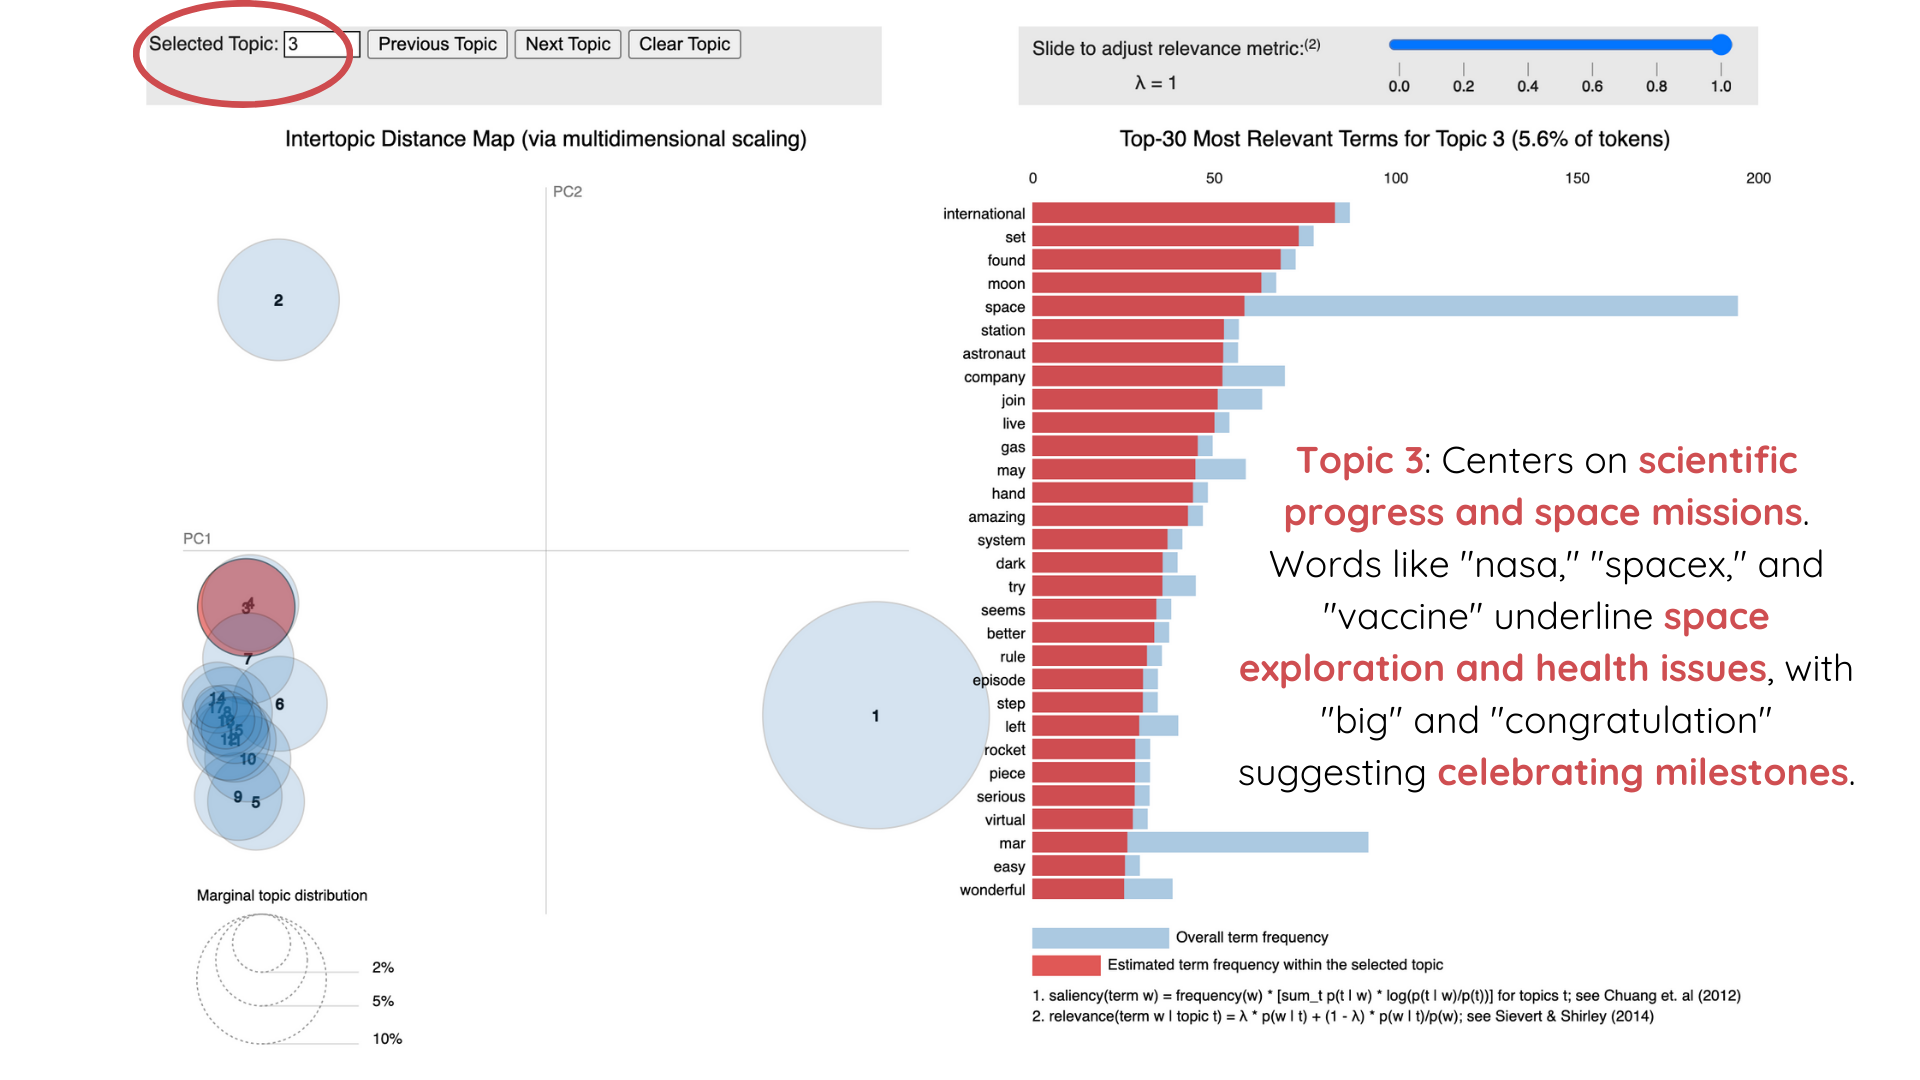 Selected Topic: 3 Previous Topic Next Topic Clear Topic
Slide to adjust relevance metric:(2)
λ = 1
0.0 0.2 0.4 0.6 0.8 1.0
Intertopic Distance Map (via multidimensional scaling)
PC2
PC1
2
1
3
4
7
6
14
17
8
18
15
12
10
9
5
Marginal topic distribution
2%
5%
10%
Top-30 Most Relevant Terms for Topic 3 (5.6% of tokens)
0 50 100 150 200
international
set
found
moon
space
station
astronaut
company
join
live
gas
may
hand
amazing
system
dark
try
seems
better
rule
episode
step
left
rocket
piece
serious
virtual
mar
easy
wonderful
Topic 3: Centers on scientific
progress and space missions.
Words like "nasa," "spacex," and
"vaccine" underline space
exploration and health issues, with
"big" and "congratulation"
suggesting celebrating milestones.
Overall term frequency
Estimated term frequency within the selected topic
1. saliency(term w) = frequency(w) * [sum_t p(t | w) * log(p(t | w)/p(t))] for topics t; see Chuang et. al (2012)
2. relevance(term w | topic t) = λ * p(w | t) + (1 - λ) * p(w | t)/p(w); see Sievert & Shirley (2014)